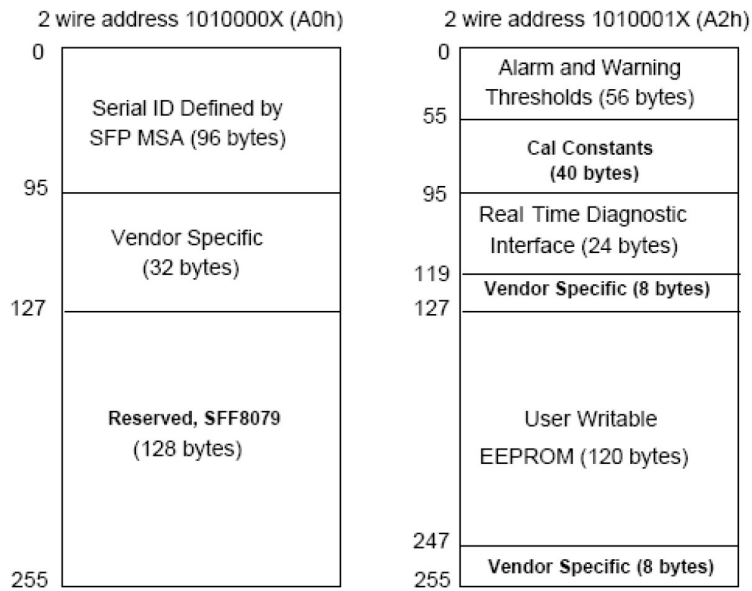 2 wire address 1010000X (A0h)
0
Serial ID Defined by
SFP MSA (96 bytes)
95
Vendor Specific
(32 bytes)
127
Reserved, SFF8079
(128 bytes)
255
2 wire address 1010001X (A2h)
0
Alarm and Warning
Thresholds (56 bytes)
55
Cal Constants
(40 bytes)
95
Real Time Diagnostic
Interface (24 bytes)
119
Vendor Specific (8 bytes)
127
User Writable
EEPROM (120 bytes)
247
Vendor Specific (8 bytes)
255